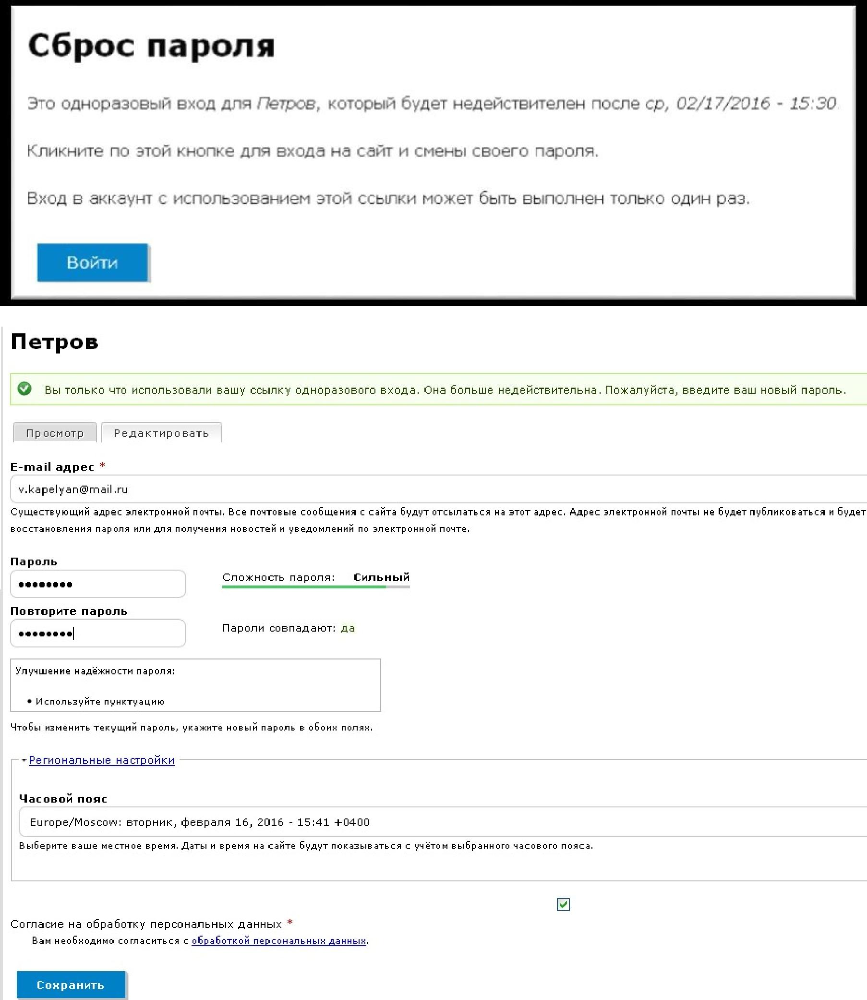 Сброс пароля
Это одноразовый вход для Петров, который будет недействителен после ср, 02/17/2016 - 15:30.
Кликните по этой кнопке для входа на сайт и смены своего пароля.
Вход в аккаунт с использованием этой ссылки может быть выполнен только один раз.
Войти
Петров
Вы только что использовали вашу ссылку одноразового входа. Она больше недействительна. Пожалуйста, введите ваш новый пароль.
Просмотр Редактировать
E-mail адрес *
v.kapelyan@mail.ru
Существующий адрес электронной почты. Все почтовые сообщения с сайта будут отсылаться на этот адрес. Адрес электронной почты не будет публиковаться и будет
восстановления пароля или для получения новостей и уведомлений по электронной почте.
Пароль
•••••••• Сложность пароля: Сильный
Повторите пароль
•••••••• Пароли совпадают: да
Улучшение надёжности пароля:
• Используйте пунктуацию
Чтобы изменить текущий пароль, укажите новый пароль в обоих полях.
Региональные настройки
Часовой пояс
Europe/Moscow: вторник, февраля 16, 2016 - 15:41 +0400
Выберите ваше местное время. Даты и время на сайте будут показываться с учётом выбранного часового пояса.
Согласие на обработку персональных данных *
Вам необходимо согласиться с обработкой персональных данных.
Сохранить